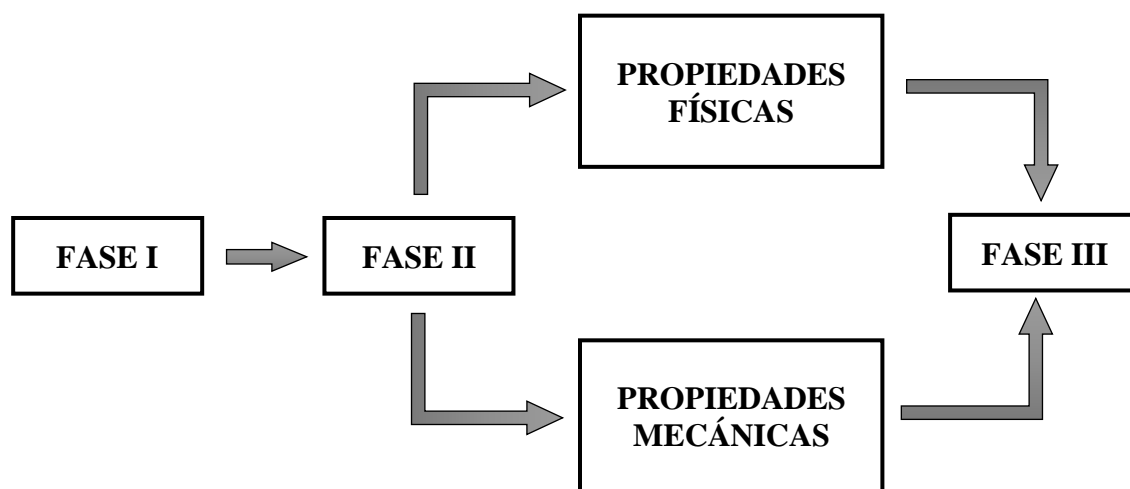 PROPIEDADES
FÍSICAS
FASE I
FASE II
FASE III
PROPIEDADES
MECÁNICAS